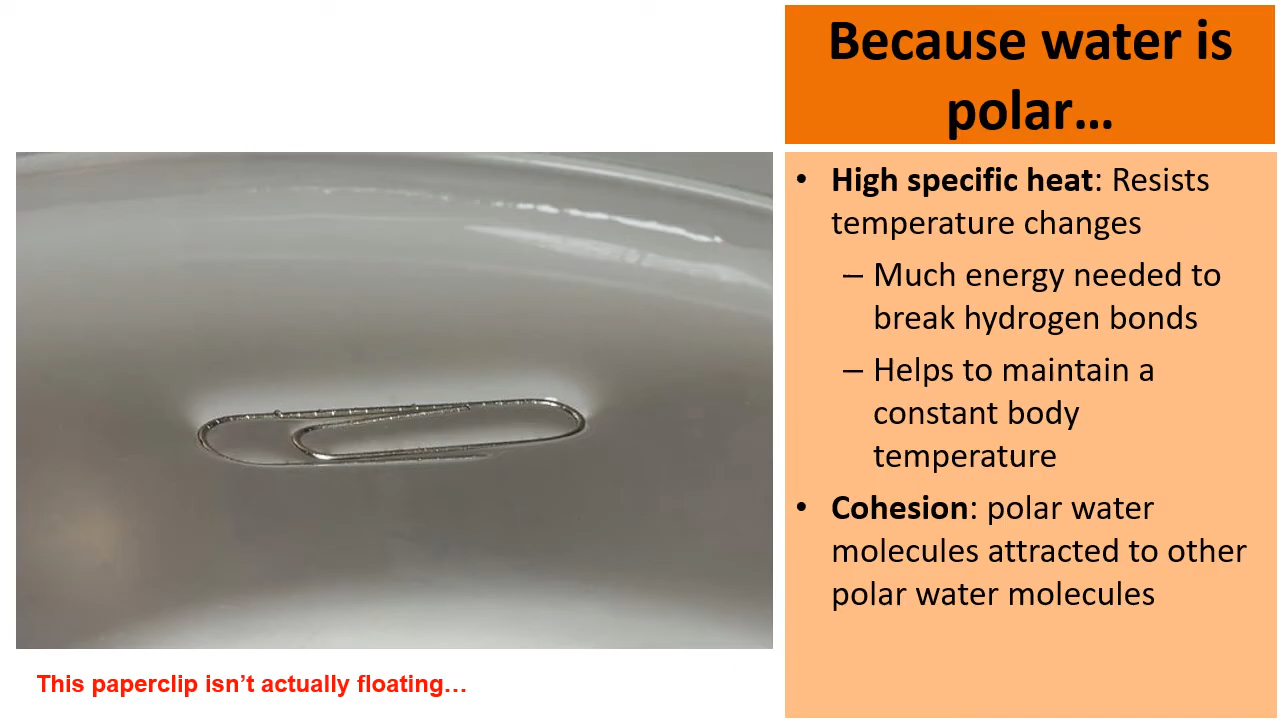 Because water is
polar…
• High specific heat: Resists
temperature changes
– Much energy needed to
break hydrogen bonds
– Helps to maintain a
constant body
temperature
• Cohesion: polar water
molecules attracted to other
polar water molecules
This paperclip isn’t actually floating…